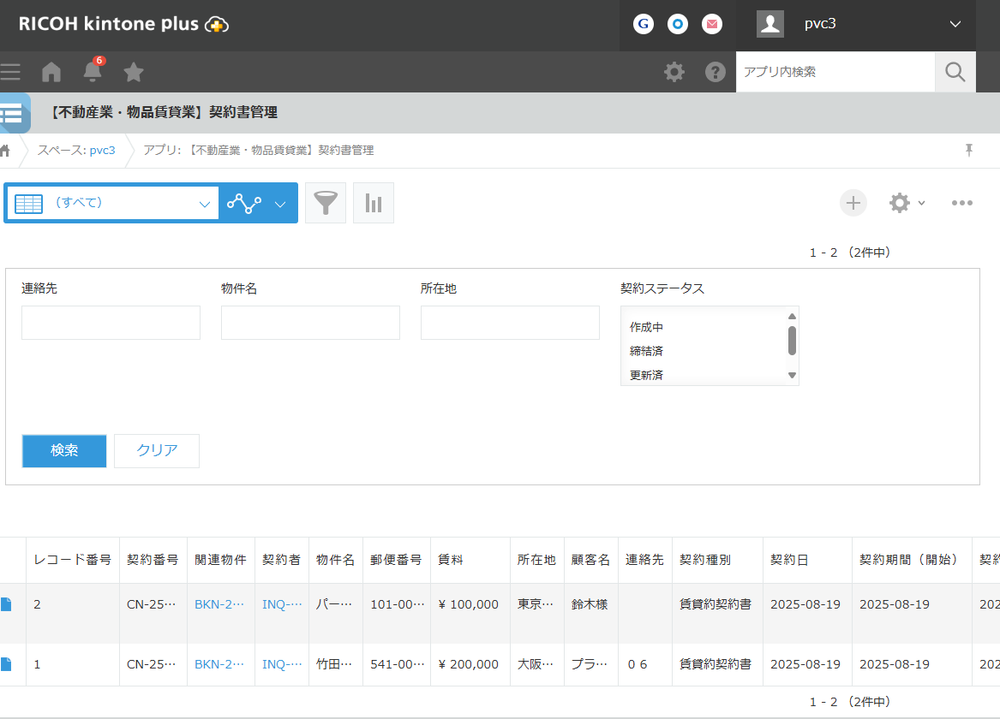 RICOH kintone plus
G
pvc3
6
?
アプリ内検索
【不動産業・物品賃貸業】契約書管理
スペース: pvc3
アプリ: 【不動産業・物品賃貸業】契約書管理
(すべて)
1 - 2 (2件中)
連絡先 物件名 所在地 契約ステータス
作成中
締結済
更新済
検索 クリア
レコード番号 契約番号 関連物件 契約者 物件名 郵便番号 賃料 所在地 顧客名 連絡先 契約種別 契約日 契約期間(開始) 契約
2 CN-25… BKN-2… INQ-… パー… 101-00… ¥ 100,000 東京… 鈴木様 賃貸約契約書 2025-08-19 2025-08-19 202
1 CN-25… BKN-2… INQ-… 竹田… 541-00… ¥ 200,000 大阪… プラ… 06 賃貸約契約書 2025-08-19 2025-08-19 202
1 - 2 (2件中)